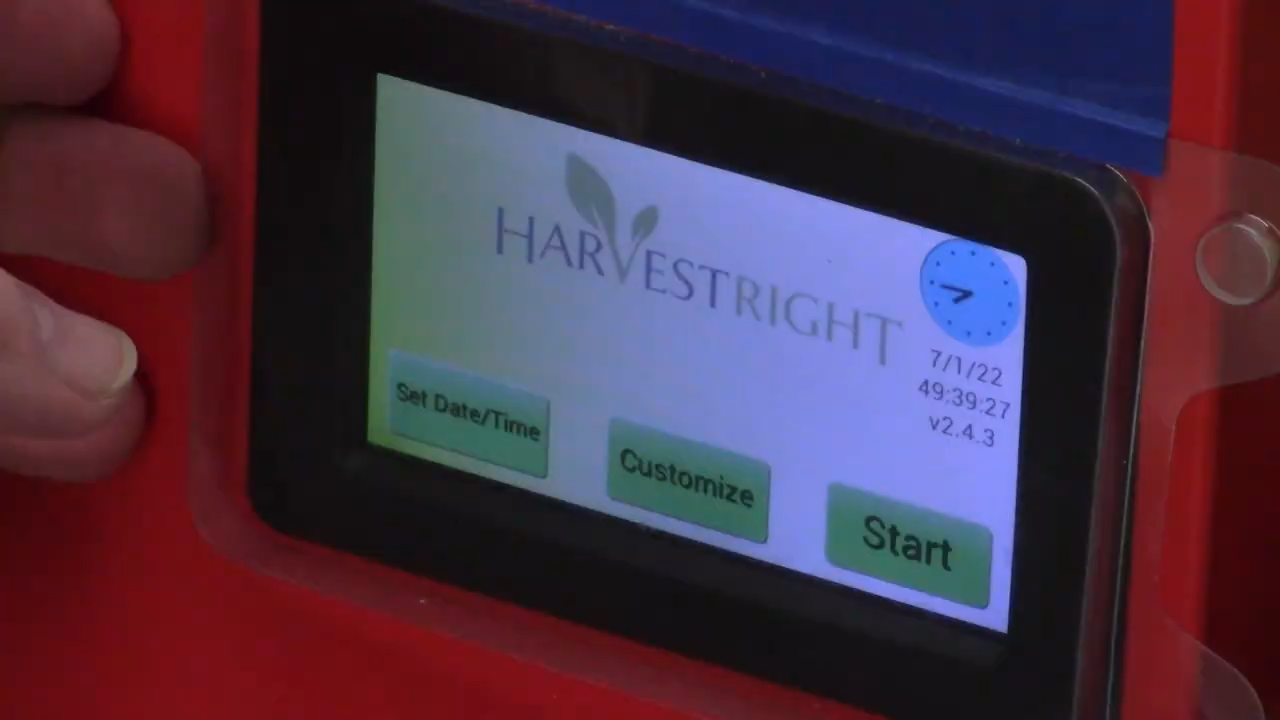 HARVESTRIGHT
7/1/22
49:39:27
v2.4.3
Set Date/Time
Customize
Start